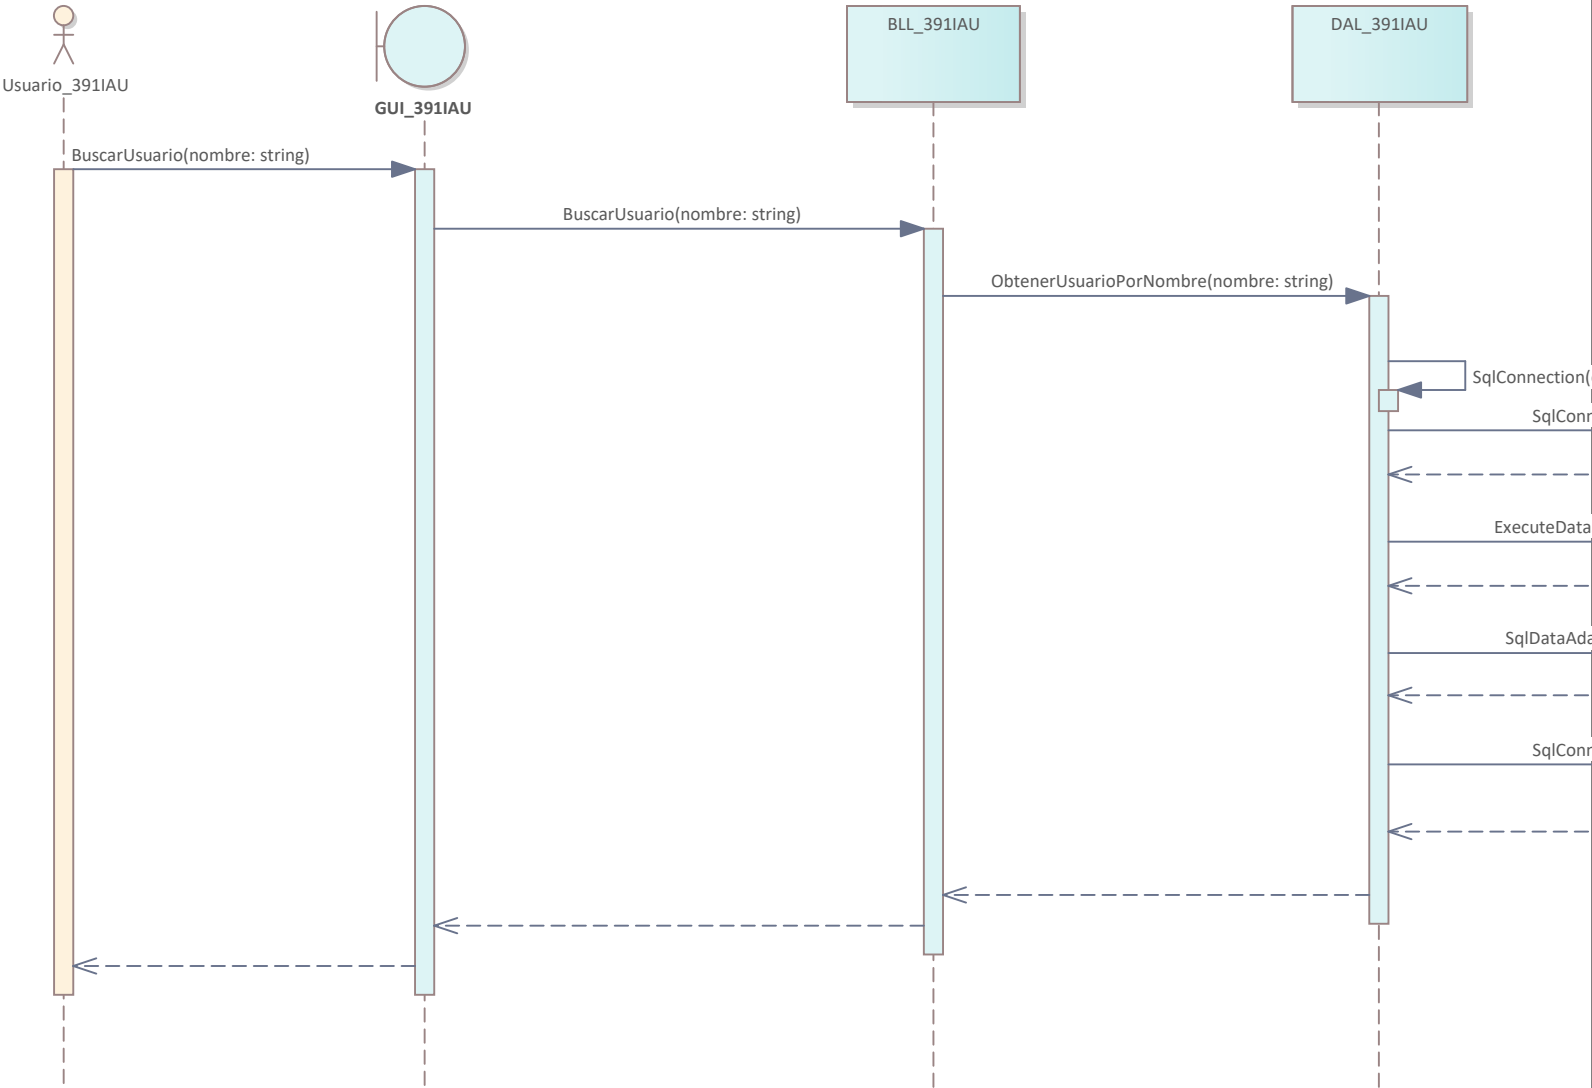 Usuario_391IAU
GUI_391IAU
BLL_391IAU
DAL_391IAU
BuscarUsuario(nombre: string)
BuscarUsuario(nombre: string)
ObtenerUsuarioPorNombre(nombre: string)
SqlConnection(
SqlConn
ExecuteData
SqlDataAda
SqlConn